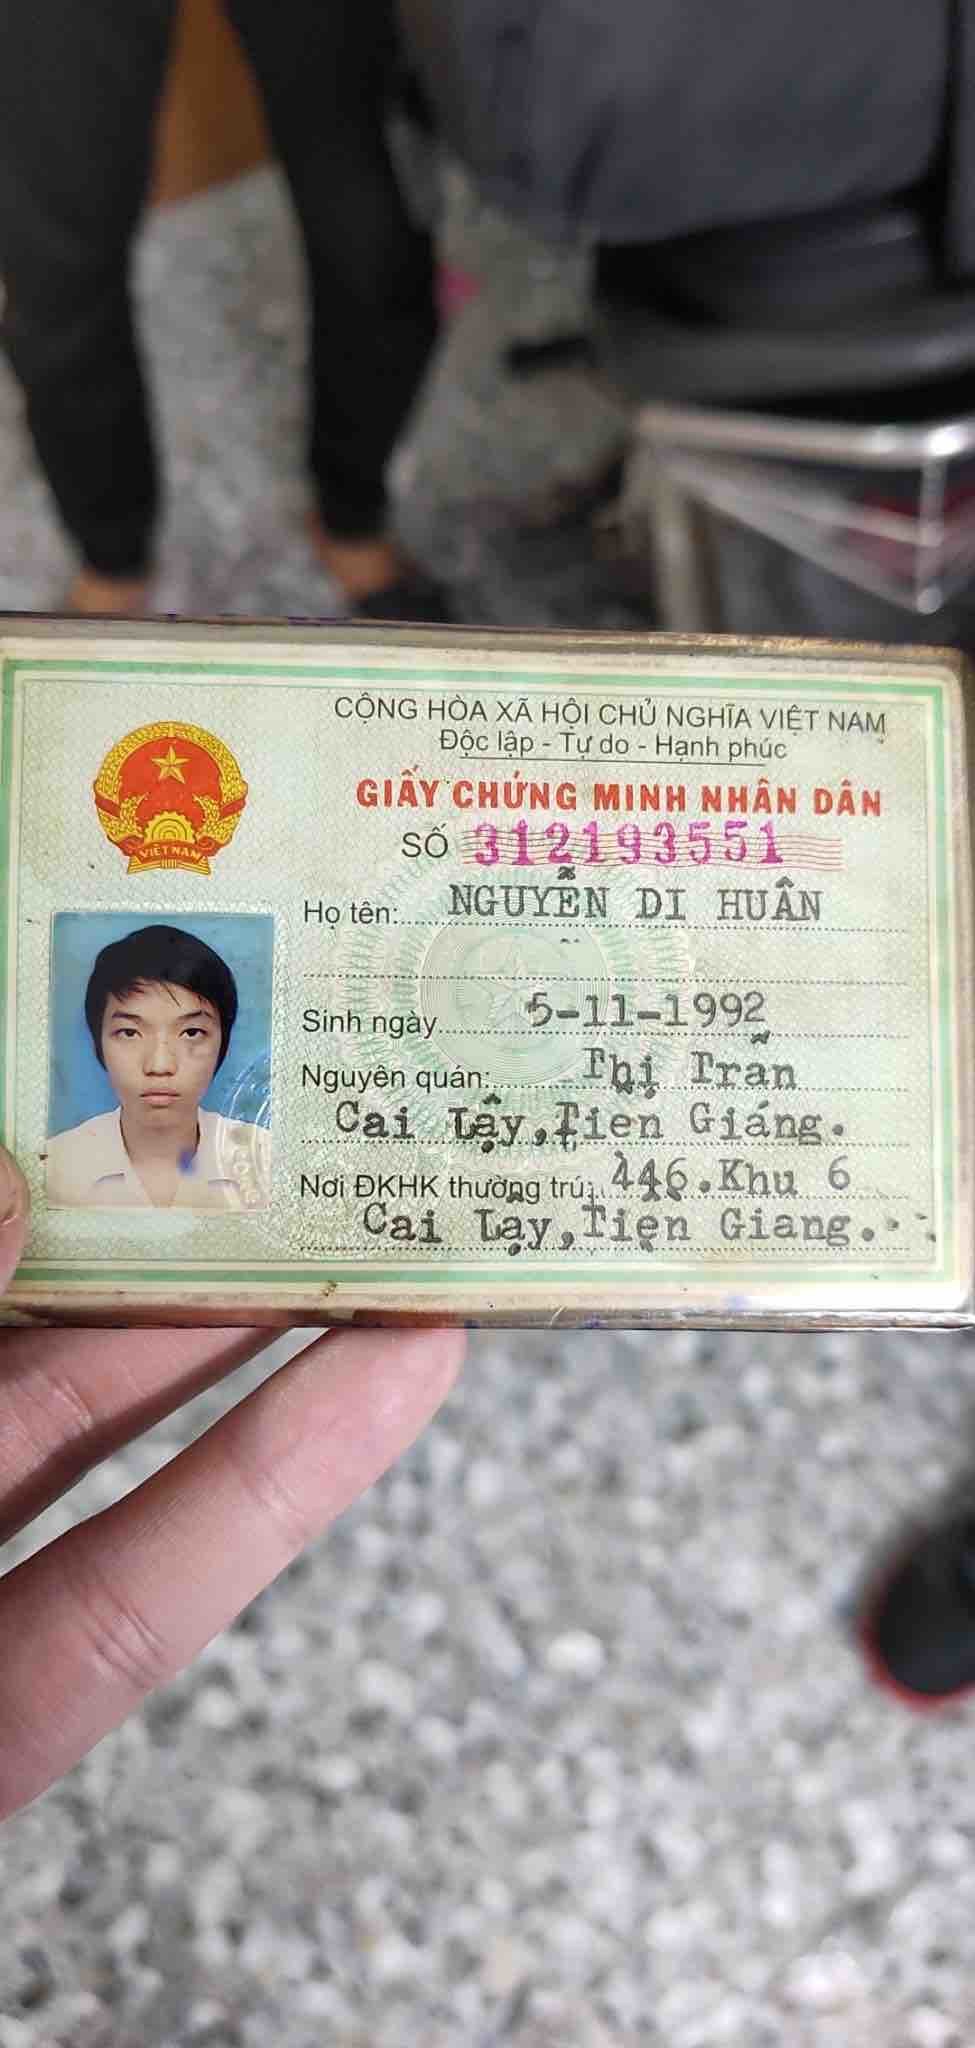 CỘNG HÒA XÃ HỘI CHỦ NGHĨA VIỆT NAM
Độc lập - Tự do - Hạnh phúc
GIẤY CHỨNG MINH NHÂN DÂN
SỐ 312193551
Họ tên: NGUYỄN DI HUÂN
Sinh ngày 5-11-1992
Nguyên quán: Thị Trấn
Cai Lậy, Tiền Giang.
Nơi ĐKHK thường trú: 446. Khu 6
Cai Lậy, Tiền Giang.
VIỆT NAM